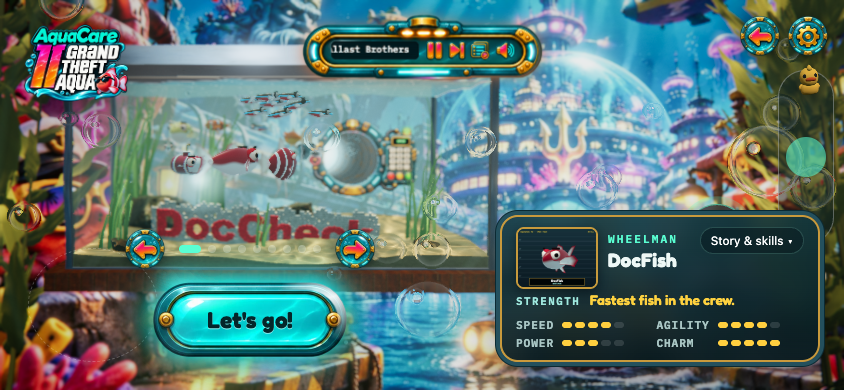 AquaCare
11 GRAND
THEFT
AQUA
llast Brothers
DocCheck
WHEELMAN
DocFish
Story & skills ▾
STRENGTH Fastest fish in the crew.
SPEED AGILITY
POWER CHARM
Let's go!